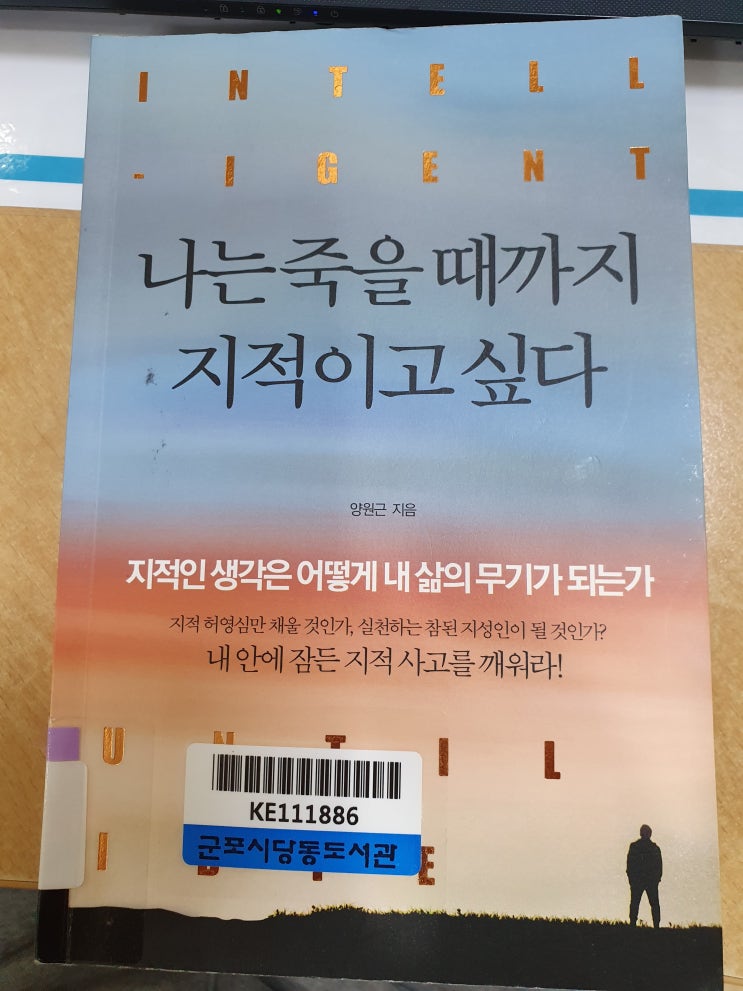 INTELL
-IGENT
나는 죽을 때까지
지적이고 싶다
양원근 지음
지적인 생각은 어떻게 내 삶의 무기가 되는가
지적 허영심만 채울 것인가, 실천하는 참된 지성인이 될 것인가?
내 안에 잠든 지적 사고를 깨워라!
UNTIL
KE111886
군포시당동도서관